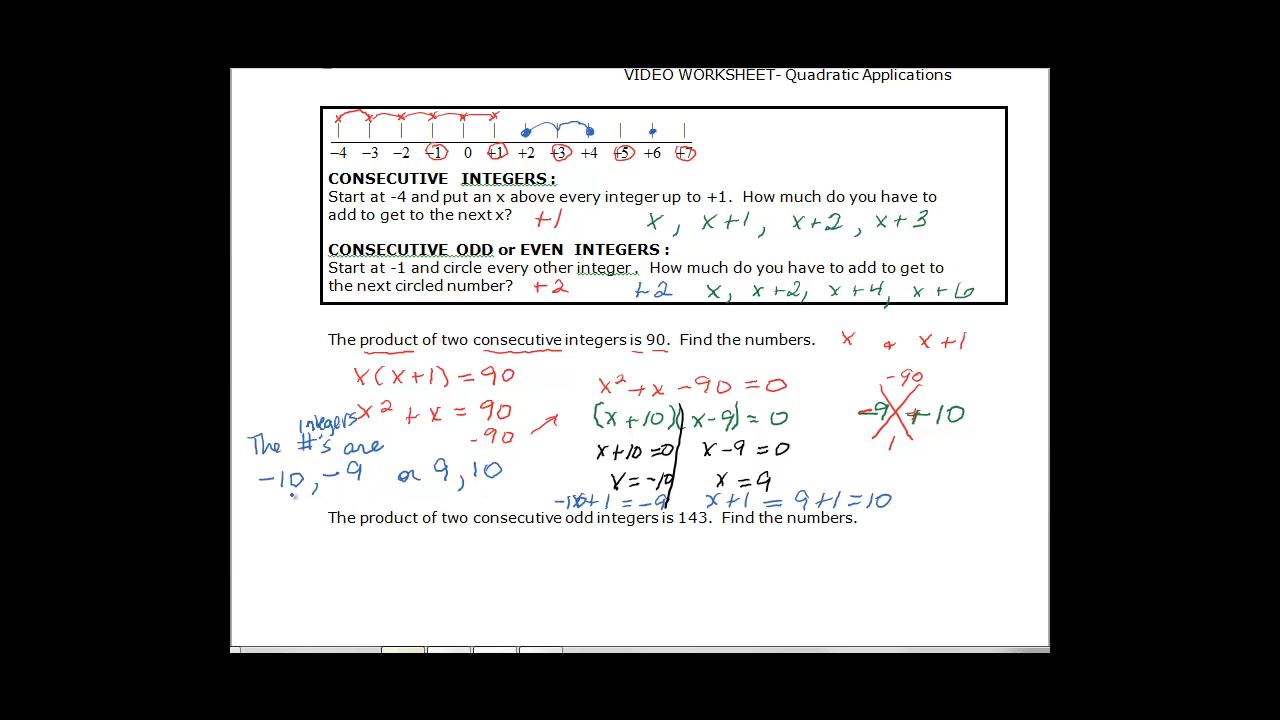 VIDEO WORKSHEET- Quadratic Applications
x x x x x x
−4 −3 −2 −1 0 +1 +2 +3 +4 +5 +6 +7
CONSECUTIVE INTEGERS:
Start at -4 and put an x above every integer up to +1. How much do you have to
add to get to the next x? +1 x, x+1, x+2, x+3
CONSECUTIVE ODD or EVEN INTEGERS:
Start at -1 and circle every other integer. How much do you have to add to get to
the next circled number? +2 +2 x, x+2, x+4, x+6
The product of two consecutive integers is 90. Find the numbers. x & x+1
x(x+1) = 90 x² + x - 90 = 0 -90
x² + x = 90 (x+10)(x-9) = 0 -9 +10
-90 x+10=0 x-9=0 1
integers
The #'s are x=-10 x=9
-10, -9 or 9, 10 -10+1=-9 x+1 = 9+1=10
The product of two consecutive odd integers is 143. Find the numbers.